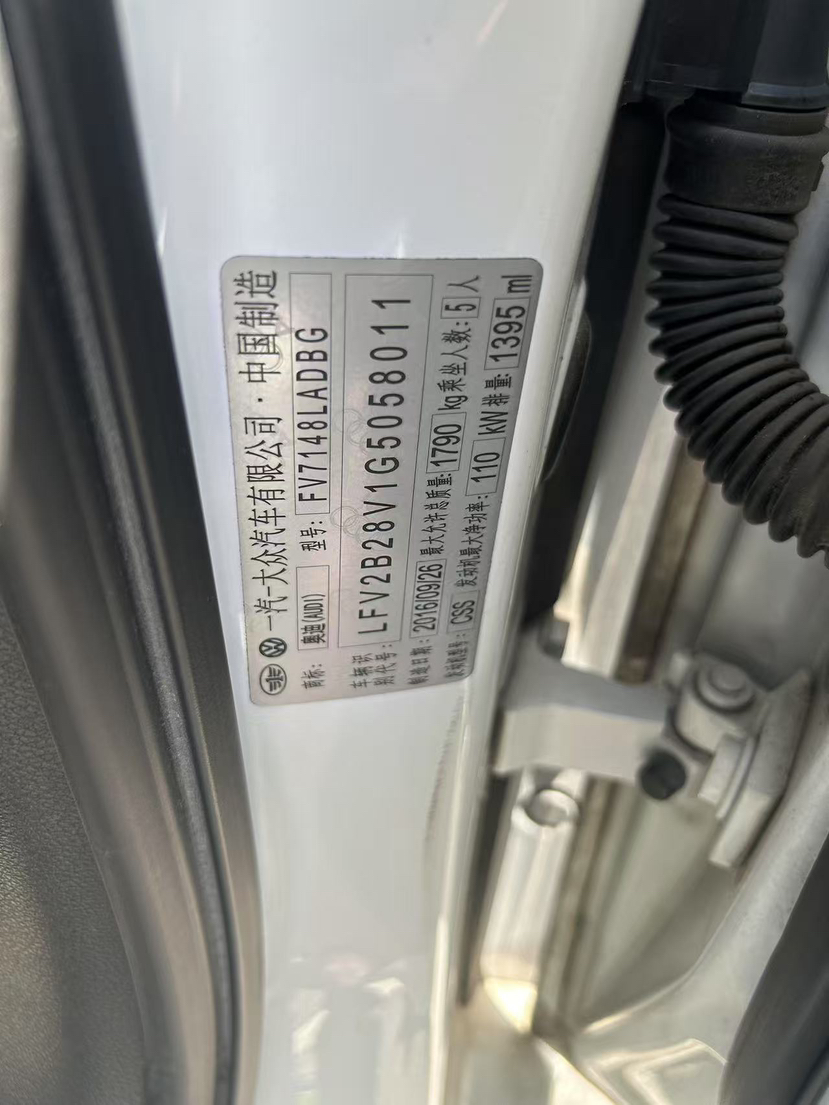 一汽-大众汽车有限公司·中国制造
商标: 奥迪(AUDI) 型号: FV7148LADBG
车辆识别代号: LFV2B28V1G5058011
制造日期: 2016/09/26 最大允许总质量: 1790 kg 乘坐人数: 5 人
发动机型号: CSS 发动机最大净功率: 110 kW 排量: 1395 ml